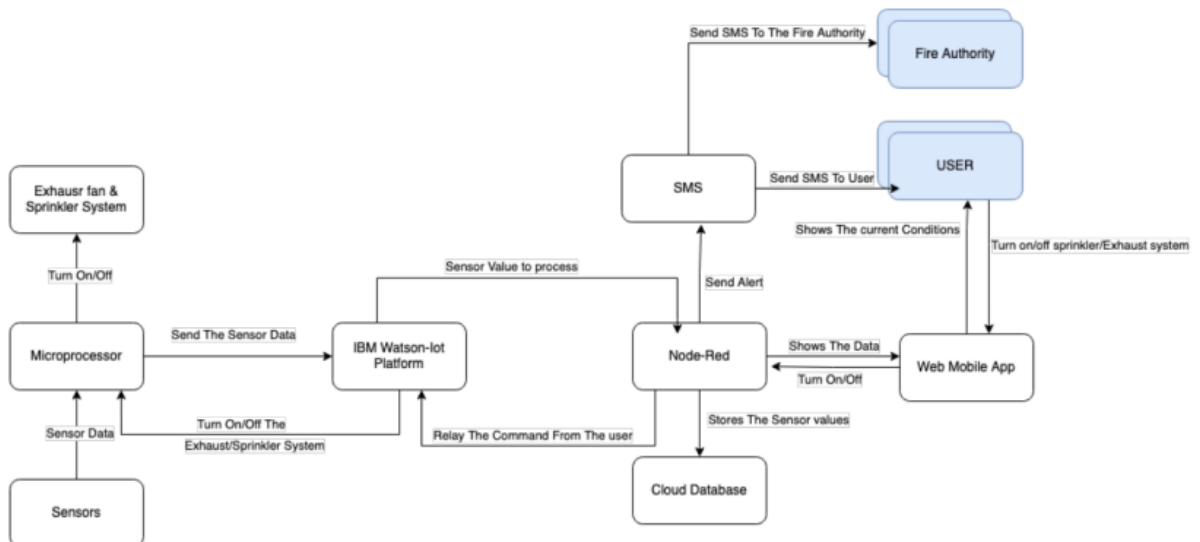 Send SMS To The Fire Authority
Fire Authority
USER
SMS
Send SMS To User
Exhausr fan &
Sprinkler System
Shows The current Conditions
Turn on/off sprinkler/Exhaust system
Sensor Value to process
Turn On/Off
Send Alert
Send The Sensor Data
Microprocessor
IBM Watson-Iot
Platform
Node-Red
Shows The Data
Web Mobile App
Turn On/Off
Turn On/Off The
Exhaust/Sprinkler System
Sensor Data
Relay The Command From The user
Stores The Sensor values
Cloud Database
Sensors